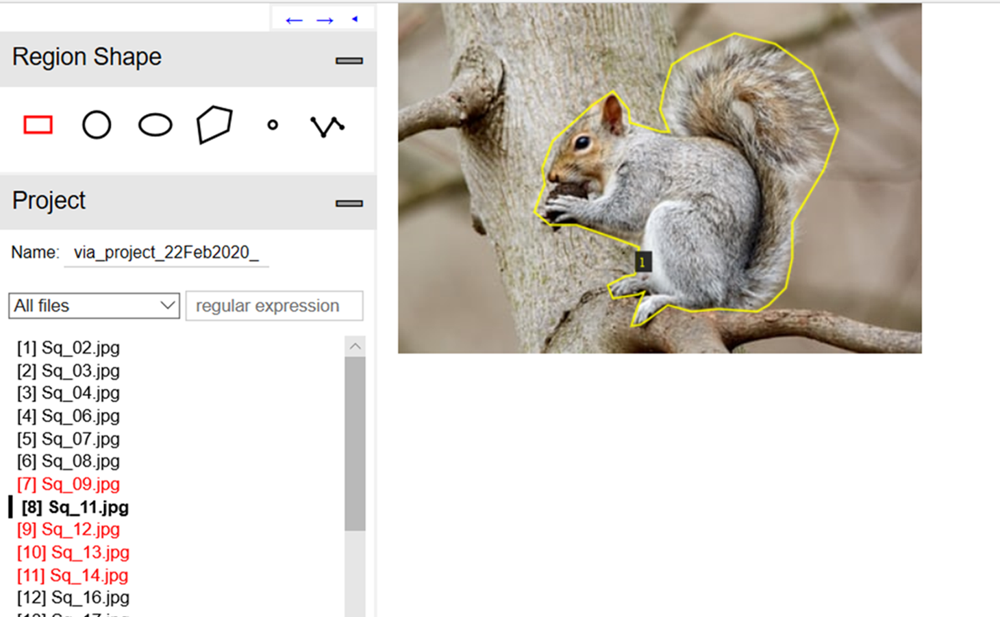 Region Shape
Project
Name: via_project_22Feb2020_
All files
regular expression
[1] Sq_02.jpg
[2] Sq_03.jpg
[3] Sq_04.jpg
[4] Sq_06.jpg
[5] Sq_07.jpg
[6] Sq_08.jpg
[7] Sq_09.jpg
[8] Sq_11.jpg
[9] Sq_12.jpg
[10] Sq_13.jpg
[11] Sq_14.jpg
[12] Sq_16.jpg
1